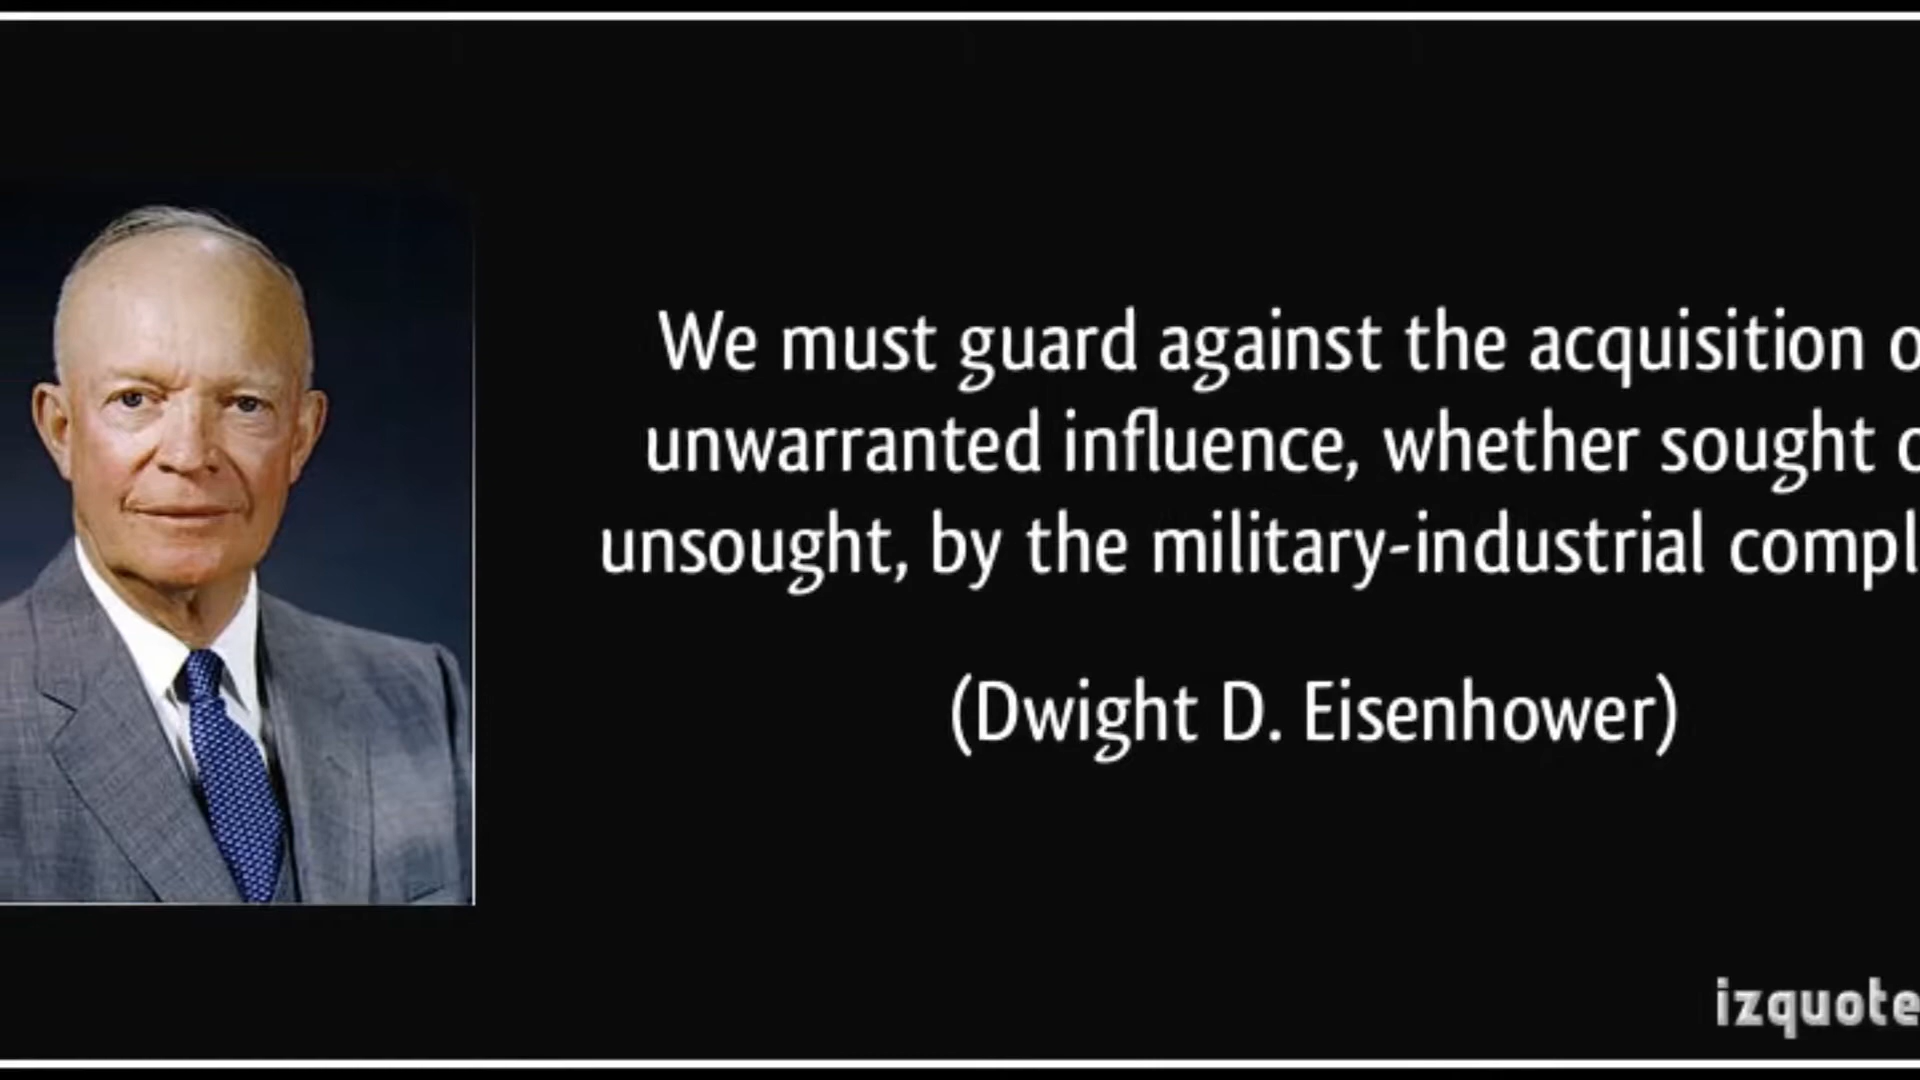 We must guard against the acquisition o
unwarranted influence, whether sought
unsought, by the military-industrial compl
(Dwight D. Eisenhower)
izquote